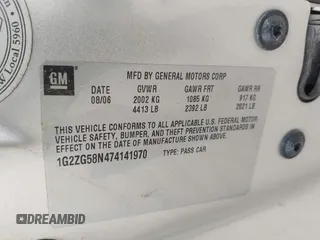 Local 5960
GM
MFD BY GENERAL MOTORS CORP
DATE GVWR GAWR FRT GAWR RR
08/06 2002 KG 1085 KG 917 KG
4413 LB 2392 LB 2021 LB
THIS VEHICLE CONFORMS TO ALL APPLICABLE U.S. FEDERAL MOTOR
VEHICLE SAFETY, BUMPER, AND THEFT PREVENTION STANDARDS IN
EFFECT ON THE DATE OF MANUFACTURE SHOWN ABOVE.
1G2ZG58N474141970 TYPE: PASS CAR
DREAMBID